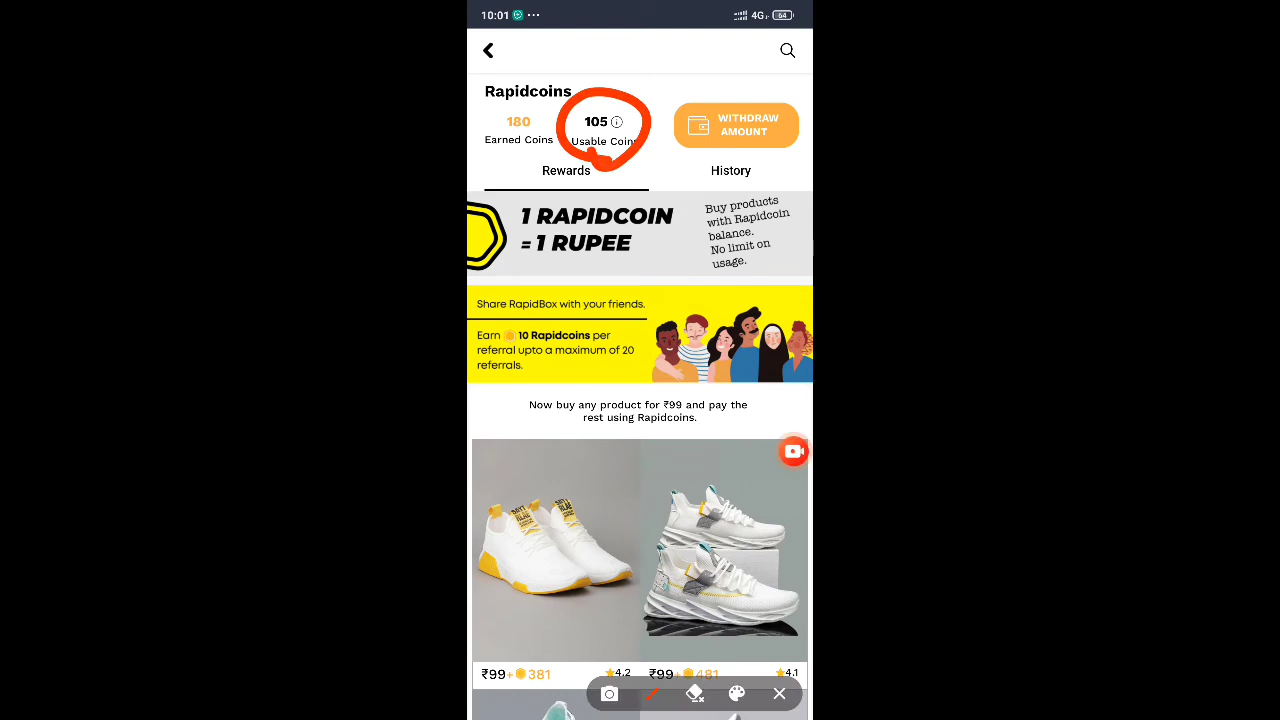 10:01 ... 4G 64
Rapidcoins
180
Earned Coins
105
Usable Coins
WITHDRAW
AMOUNT
Rewards
History
1 RAPIDCOIN
= 1 RUPEE
Buy products
with Rapidcoin
balance.
No limit on
usage.
Share RapidBox with your friends.
Earn 10 Rapidcoins per
referral upto a maximum of 20
referrals.
Now buy any product for ₹99 and pay the
rest using Rapidcoins.
₹99+ 381
4.2
₹99+ 481
4.1